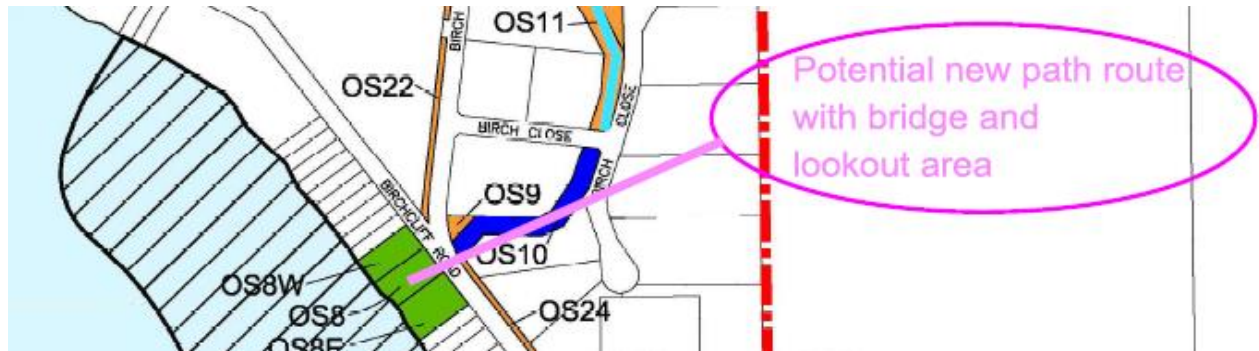 OS11
BIRCH
OS22
CLOSE
BIRCH CLOSE
BIRCH
OS9
BIRCHCLIFF ROAD
OS10
OS8W
OS8
OS24
OS8E
Potential new path route
with bridge and
lookout area